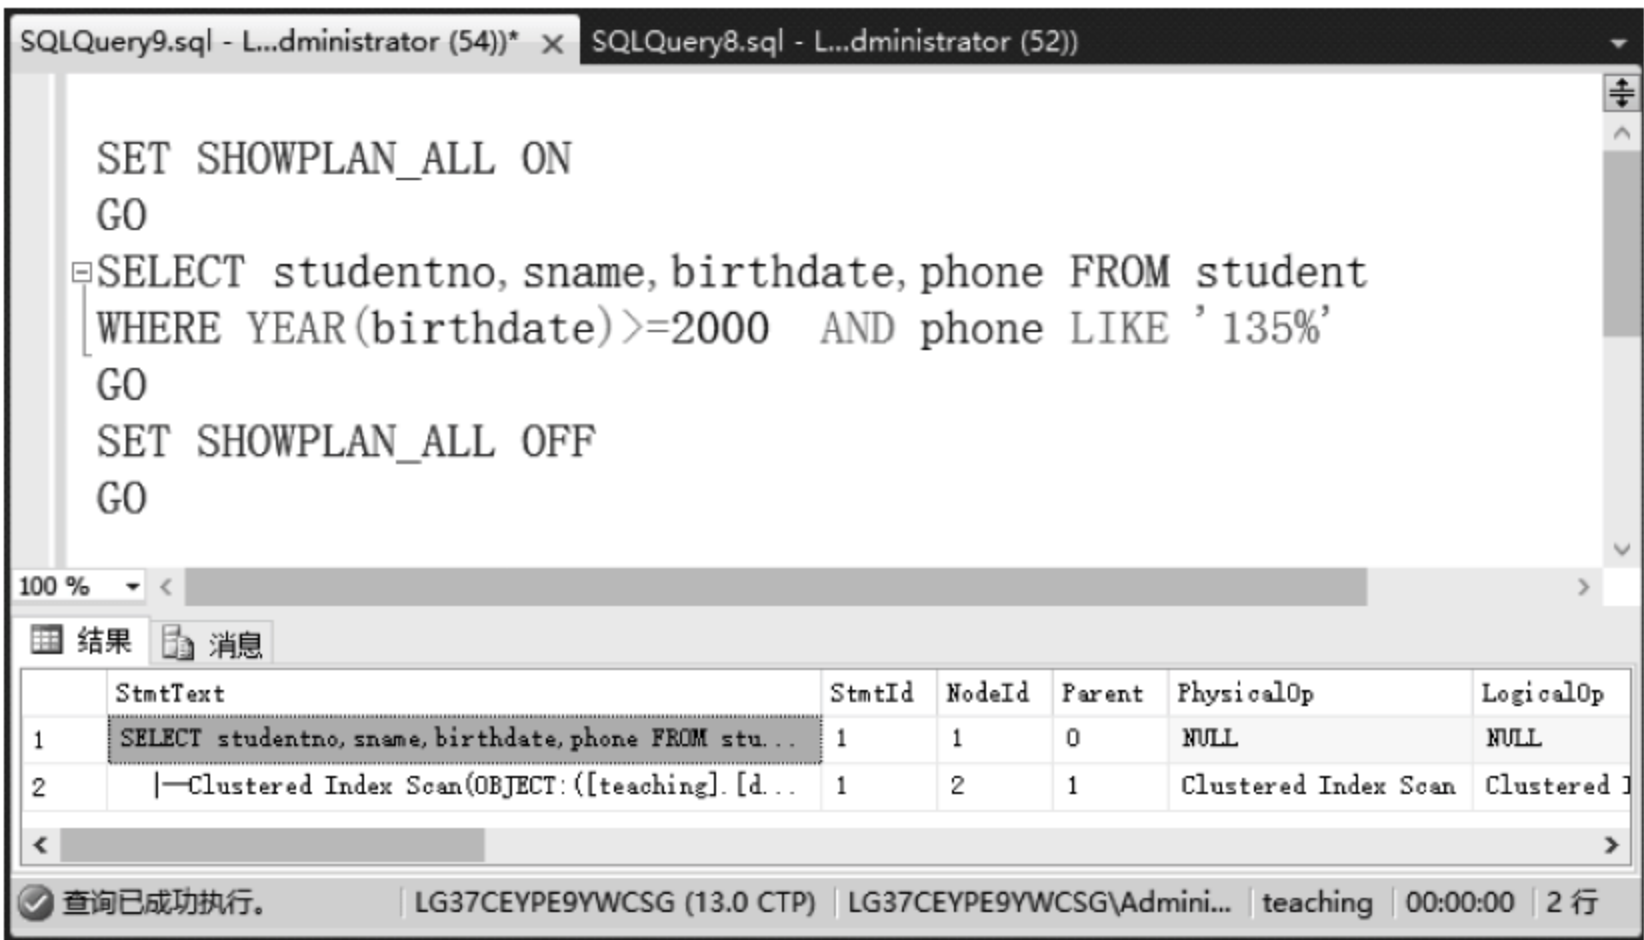 SQLQuery9.sql - L...dministrator (54))* SQLQuery8.sql - L...dministrator (52))
SET SHOWPLAN_ALL ON
GO
SELECT studentno,sname,birthdate,phone FROM student
WHERE YEAR(birthdate)>=2000 AND phone LIKE '135%'
GO
SET SHOWPLAN_ALL OFF
GO
100 %
结果 消息
StmtText StmtId NodeId Parent PhysicalOp LogicalOp
1 SELECT studentno,sname,birthdate,phone FROM stu... 1 1 0 NULL NULL
2 |--Clustered Index Scan(OBJECT:([teaching].[d... 1 2 1 Clustered Index Scan Clustered I
查询已成功执行。 LG37CEYPE9YWCSG (13.0 CTP) LG37CEYPE9YWCSG\Admini... teaching 00:00:00 2 行